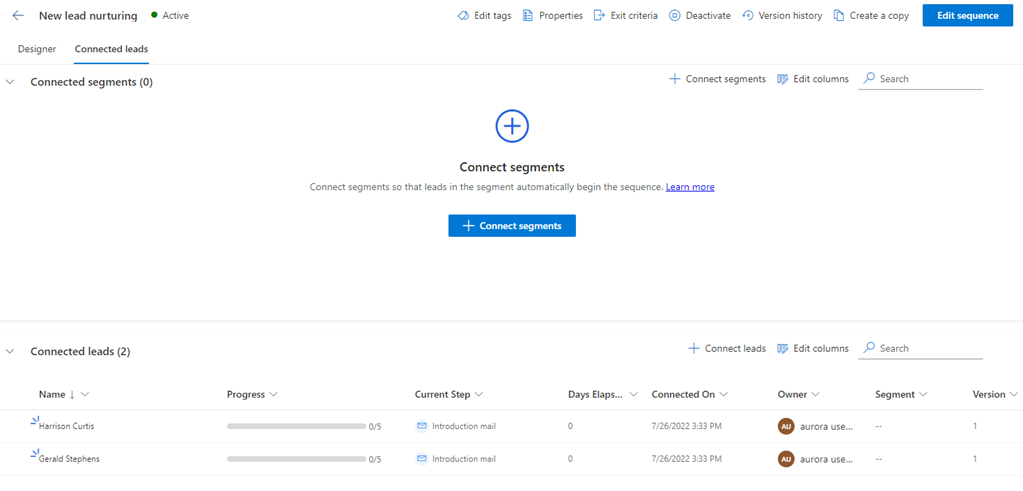 New lead nurturing Active Edit tags Properties Exit criteria Deactivate Version history Create a copy Edit sequence
Designer Connected leads
Connected segments (0) Connect segments Edit columns Search
Connect segments
Connect segments so that leads in the segment automatically begin the sequence. Learn more
Connect segments
Connected leads (2) Connect leads Edit columns Search
Name Progress Current Step Days Elaps... Connected On Owner Segment Version
Harrison Curtis 0/5 Introduction mail 0 7/26/2022 3:33 PM AU aurora use... -- 1
Gerald Stephens 0/5 Introduction mail 0 7/26/2022 3:33 PM AU aurora use... -- 1